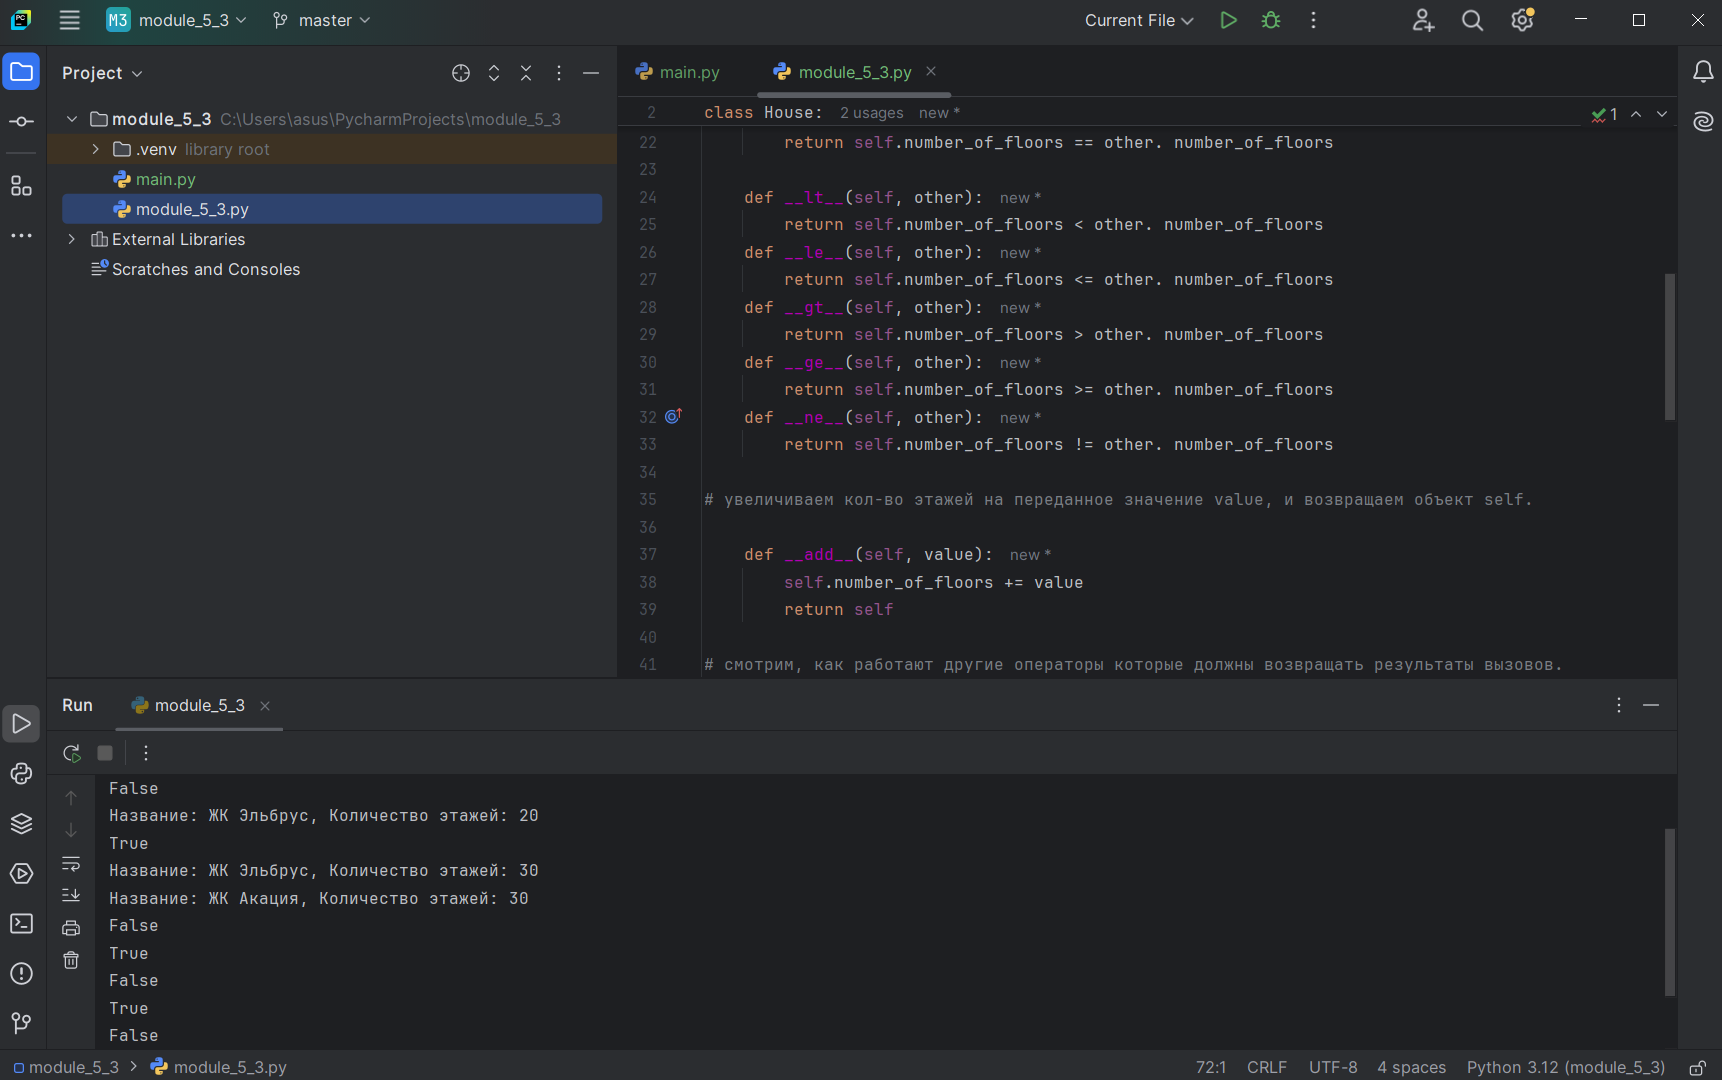 PC
M3 module_5_3 master Current File
Project
module_5_3 C:\Users\asus\PycharmProjects\module_5_3
.venv library root
main.py
module_5_3.py
External Libraries
Scratches and Consoles
main.py module_5_3.py
2 class House: 2 usages new *
1
22 return self.number_of_floors == other. number_of_floors
23
24 def __lt__(self, other): new *
25 return self.number_of_floors < other. number_of_floors
26 def __le__(self, other): new *
27 return self.number_of_floors <= other. number_of_floors
28 def __gt__(self, other): new *
29 return self.number_of_floors > other. number_of_floors
30 def __ge__(self, other): new *
31 return self.number_of_floors >= other. number_of_floors
32 def __ne__(self, other): new *
33 return self.number_of_floors != other. number_of_floors
34
35 # увеличиваем кол-во этажей на переданное значение value, и возвращаем объект self.
36
37 def __add__(self, value): new *
38 self.number_of_floors += value
39 return self
40
41 # смотрим, как работают другие операторы которые должны возвращать результаты вызовов.
Run module_5_3
False
Название: ЖК Эльбрус, Количество этажей: 20
True
Название: ЖК Эльбрус, Количество этажей: 30
Название: ЖК Акация, Количество этажей: 30
False
True
False
True
False
module_5_3 > module_5_3.py 72:1 CRLF UTF-8 4 spaces Python 3.12 (module_5_3)